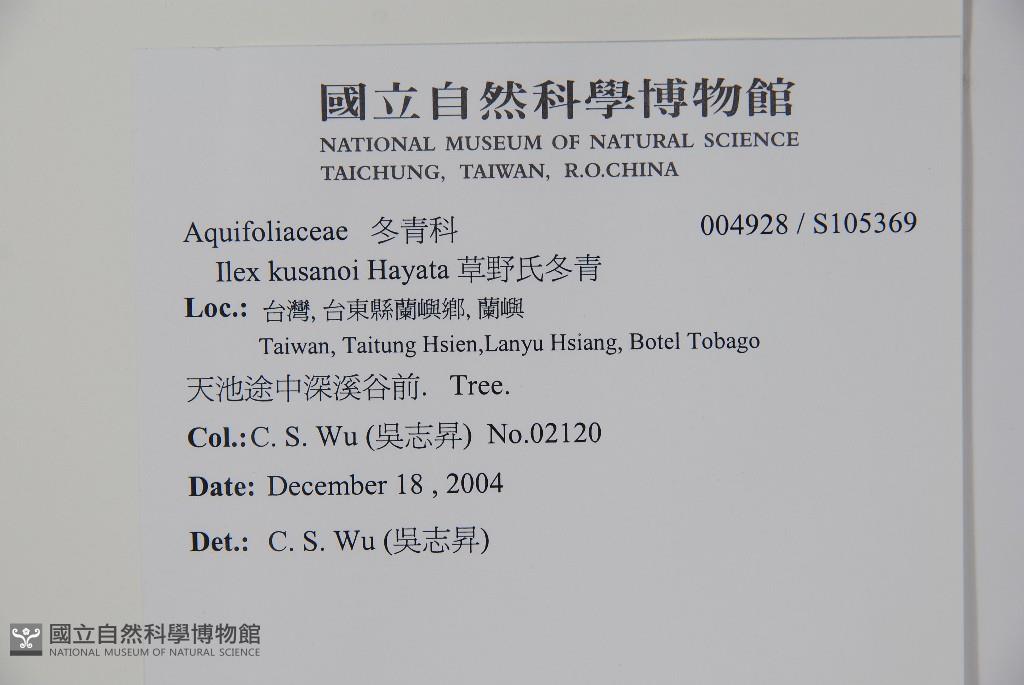 國立自然科學博物館
NATIONAL MUSEUM OF NATURAL SCIENCE
TAICHUNG, TAIWAN, R.O.CHINA
Aquifoliaceae 冬青科 004928 / S105369
Ilex kusanoi Hayata 草野氏冬青
Loc.: 台灣, 台東縣蘭嶼鄉, 蘭嶼
Taiwan, Taitung Hsien,Lanyu Hsiang, Botel Tobago
天池途中深溪谷前. Tree.
Col.:C. S. Wu (吳志昇) No.02120
Date: December 18 , 2004
Det.: C. S. Wu (吳志昇)
國立自然科學博物館
NATIONAL MUSEUM OF NATURAL SCIENCE